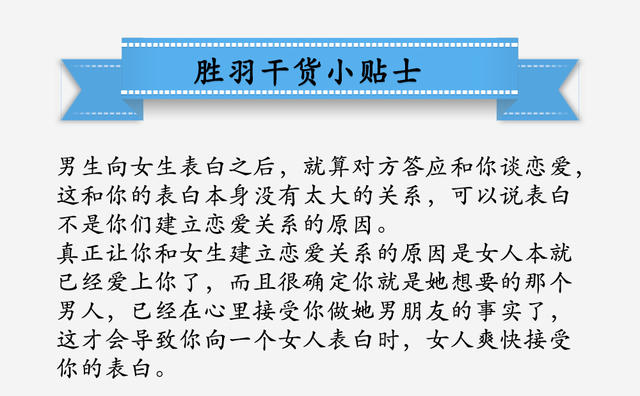 胜羽干货小贴士
男生向女生表白之后，就算对方答应和你谈恋爱，
这和你的表白本身没有太大的关系，可以说表白
不是你们建立恋爱关系的原因。
真正让你和女生建立恋爱关系的原因是女人本就
已经爱上你了，而且很确定你就是她想要的那个
男人，已经在心里接受你做她男朋友的事实了，
这才会导致你向一个女人表白时，女人爽快接受
你的表白。